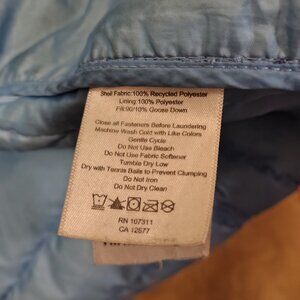 Shell Fabric:100% Recycled Polyester
Lining:100% Polyester
Fill:90/10% Goose Down
Close all Fasteners Before Laundering
Machine Wash Cold with Like Colors
Gentle Cycle
Do Not Use Bleach
Do Not Use Fabric Softener
Tumble Dry Low
Dry with Tennis Balls to Prevent Clumping
Do Not Iron
Do Not Dry Clean
RN 107311
CA 12577